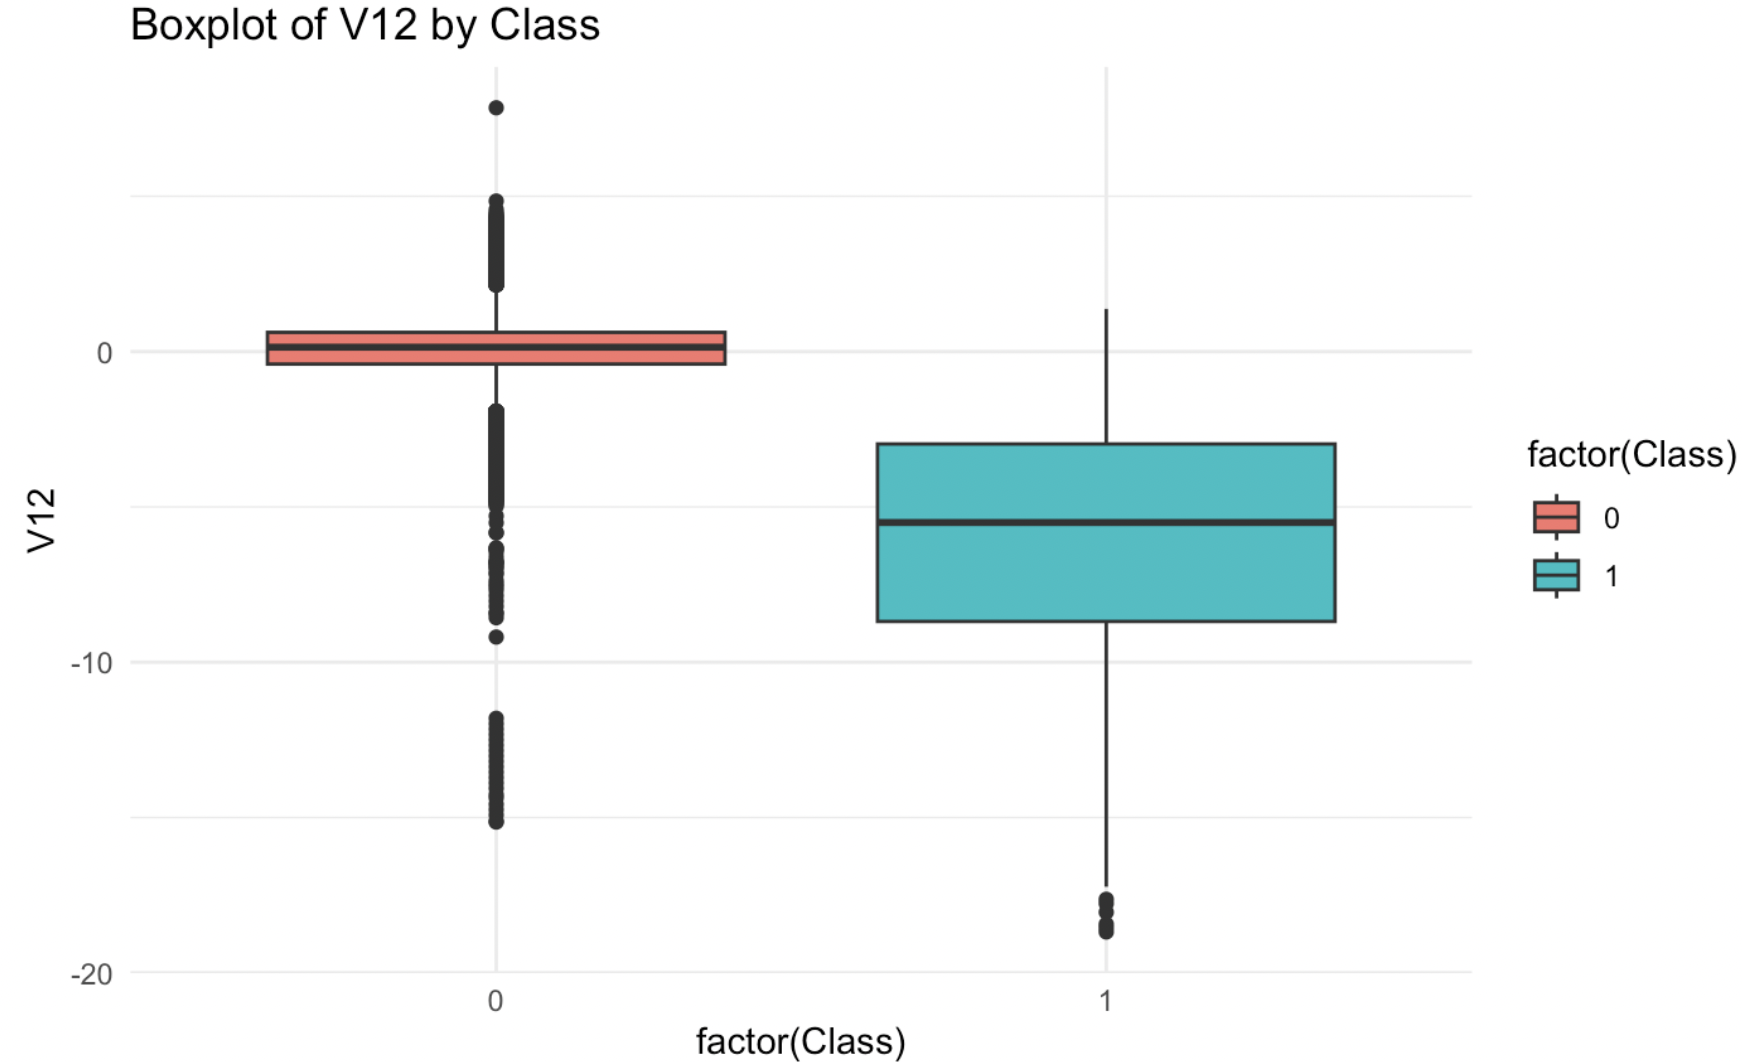 Boxplot of V12 by Class
V12
0
-10
-20
0
1
factor(Class)
factor(Class)
0
1